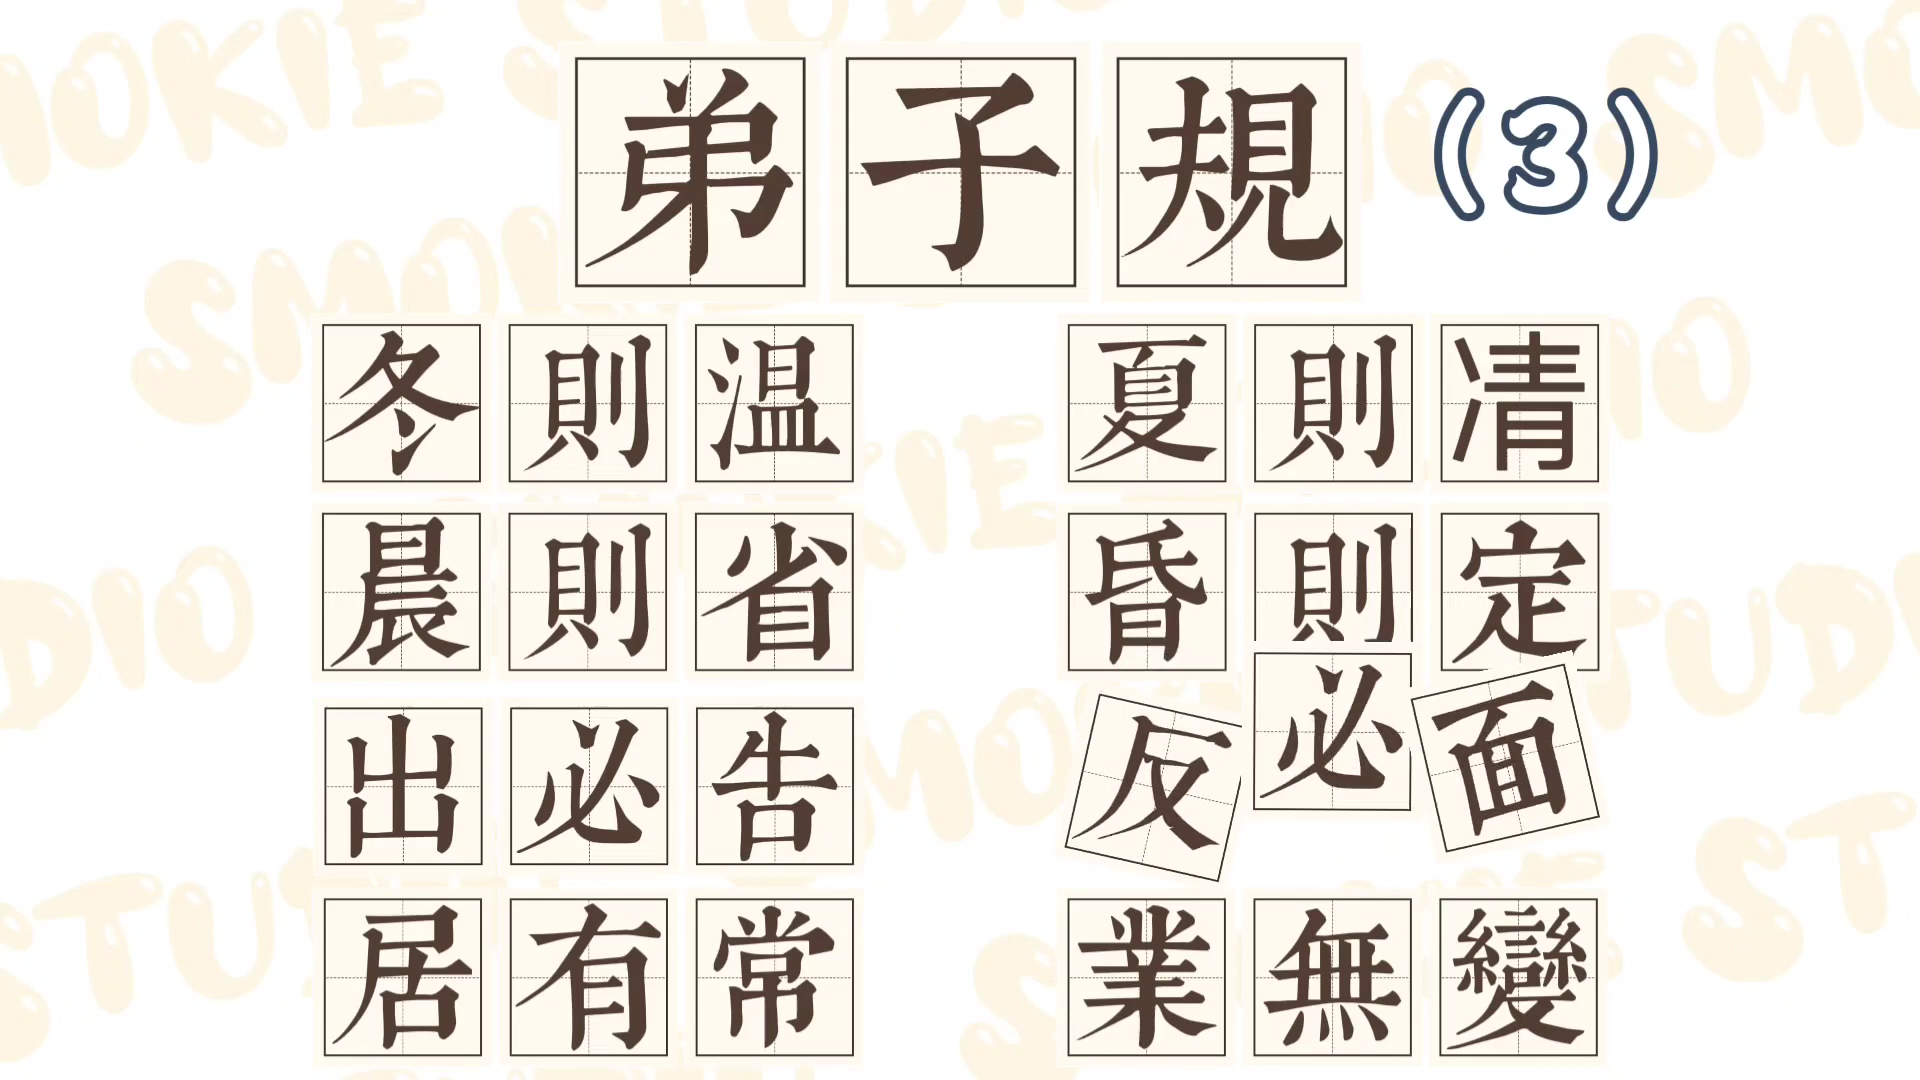 弟子規 (3)
冬則温 夏則凊
晨則省 昏則定
出必告 反必面
居有常 業無變